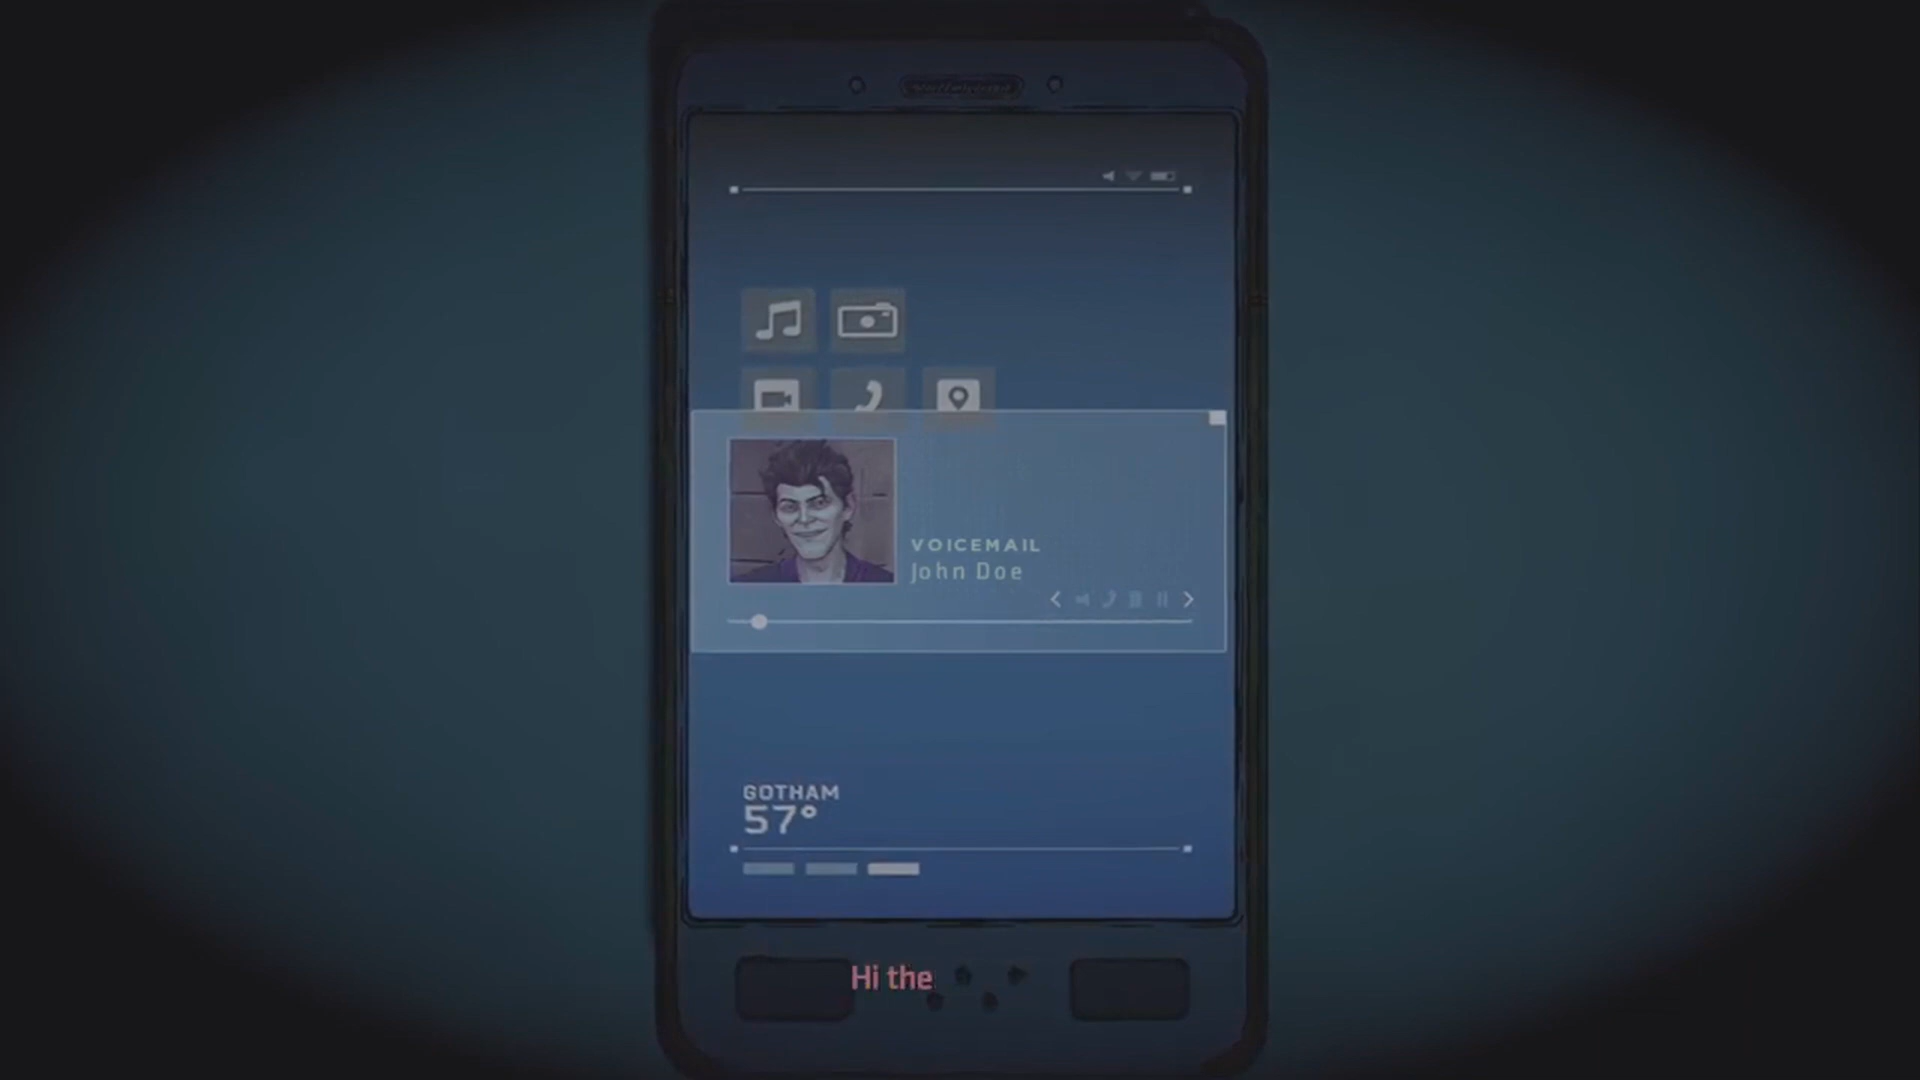 VOICEMAIL
John Doe
GOTHAM
57°
Hi the